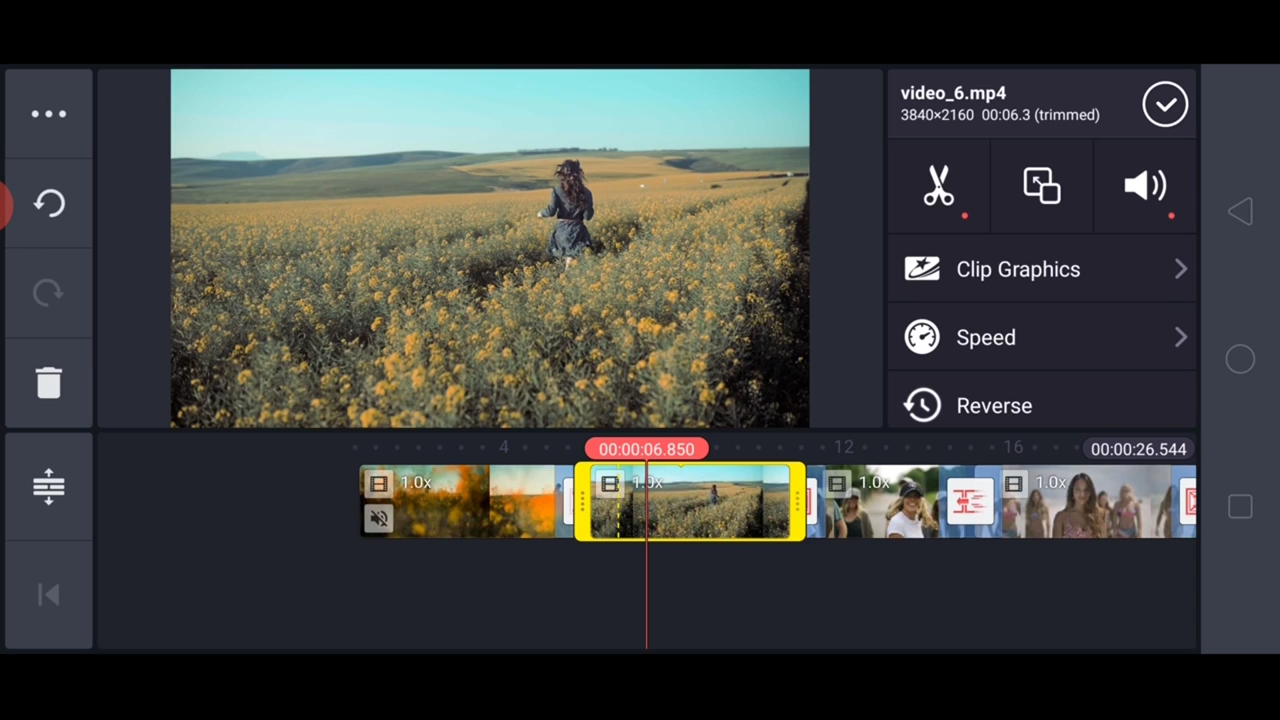 video_6.mp4
3840×2160 00:06.3 (trimmed)
Clip Graphics
Speed
Reverse
4
00:00:06.850
12
16
00:00:26.544
1.0x
1.0x
1.0x
1.0x